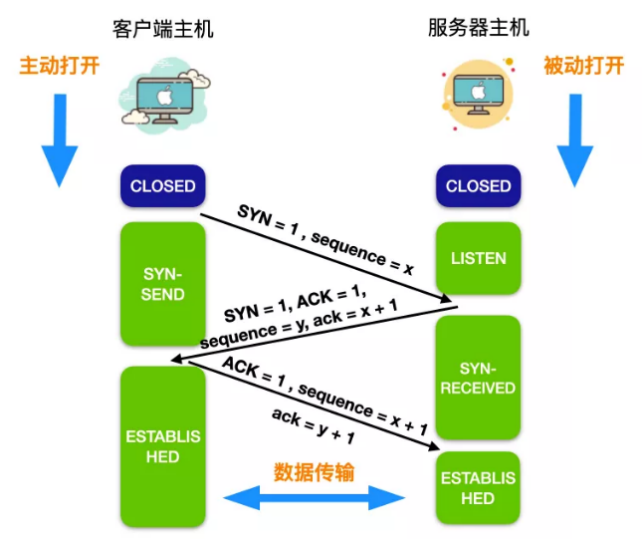 客户端主机
服务器主机
主动打开
被动打开
CLOSED
CLOSED
SYN = 1 , sequence = x
SYN-
SEND
LISTEN
SYN = 1, ACK = 1,
sequence = y, ack = x + 1
SYN-
RECEIVED
ACK = 1 , sequence = x + 1
ack = y + 1
ESTABLIS
HED
数据传输
ESTABLIS
HED